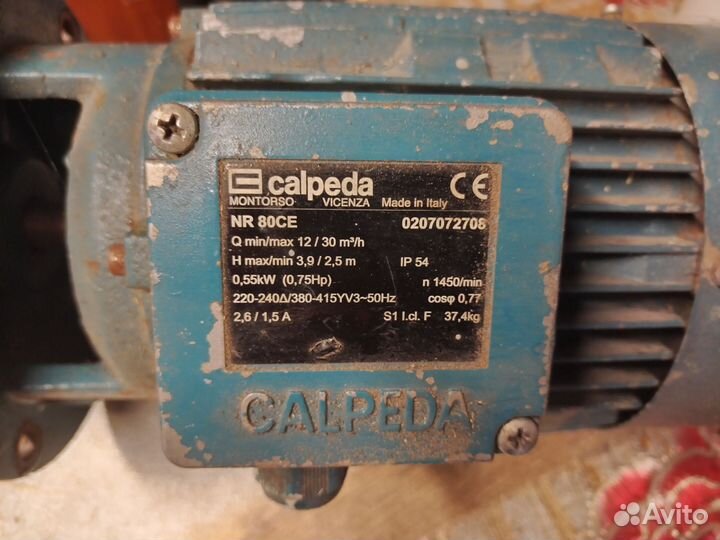 calpeda CE
MONTORSO VICENZA Made in Italy
NR 80CE 0207072708
Q min/max 12 / 30 m³/h
H max/min 3,9 / 2,5 m IP 54
0,55kW (0,75Hp) n 1450/min
220-240Δ/380-415YV3~50Hz cosφ 0,77
2,6 / 1,5 A S1 I.cl. F 37,4kg
CALPEDA
Avito